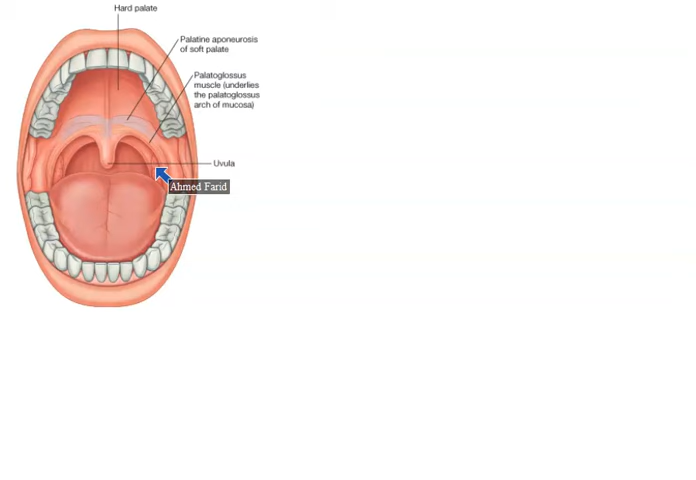 Hard palate
Palatine aponeurosis
of soft palate
Palatoglossus
muscle (underlies
the palatoglossus
arch of mucosa)
Uvula
Ahmed Farid